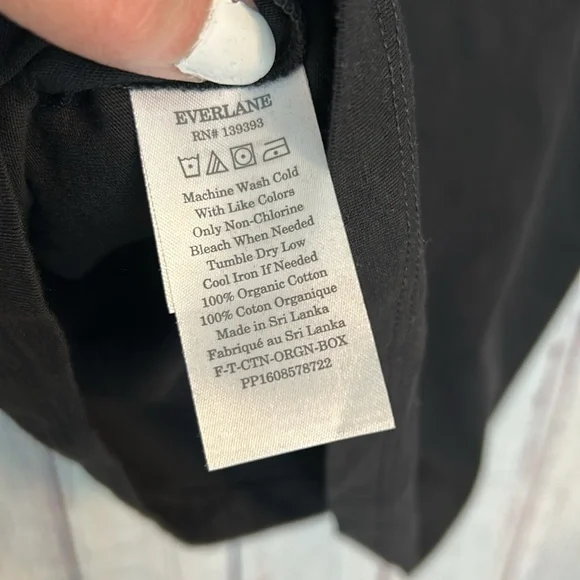 EVERLANE
RN# 139393
Machine Wash Cold
With Like Colors
Only Non-Chlorine
Bleach When Needed
Tumble Dry Low
Cool Iron If Needed
100% Organic Cotton
100% Coton Organique
Made in Sri Lanka
Fabriqué au Sri Lanka
F-T-CTN-ORGN-BOX
PP1608578722